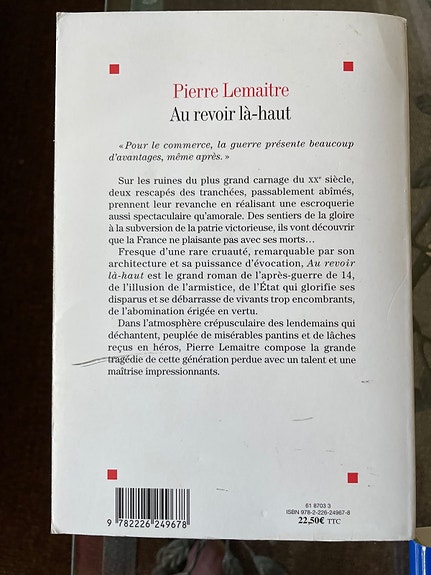 Pierre Lemaitre
Au revoir là-haut
« Pour le commerce, la guerre présente beaucoup
d'avantages, même après. »
Sur les ruines du plus grand carnage du XXe siècle,
deux rescapés des tranchées, passablement abîmés,
prennent leur revanche en réalisant une escroquerie
aussi spectaculaire qu'amorale. Des sentiers de la gloire
à la subversion de la patrie victorieuse, ils vont découvrir
que la France ne plaisante pas avec ses morts…
Fresque d'une rare cruauté, remarquable par son
architecture et sa puissance d'évocation, Au revoir
là-haut est le grand roman de l'après-guerre de 14,
de l'illusion de l'armistice, de l'État qui glorifie ses
disparus et se débarrasse de vivants trop encombrants,
de l'abomination érigée en vertu.
Dans l'atmosphère crépusculaire des lendemains qui
déchantent, peuplée de misérables pantins et de lâches
reçus en héros, Pierre Lemaitre compose la grande
tragédie de cette génération perdue avec un talent et une
maîtrise impressionnants.
9 782226 249678
61 8703 3
ISBN 978-2-226-24967-8
22,50€ TTC